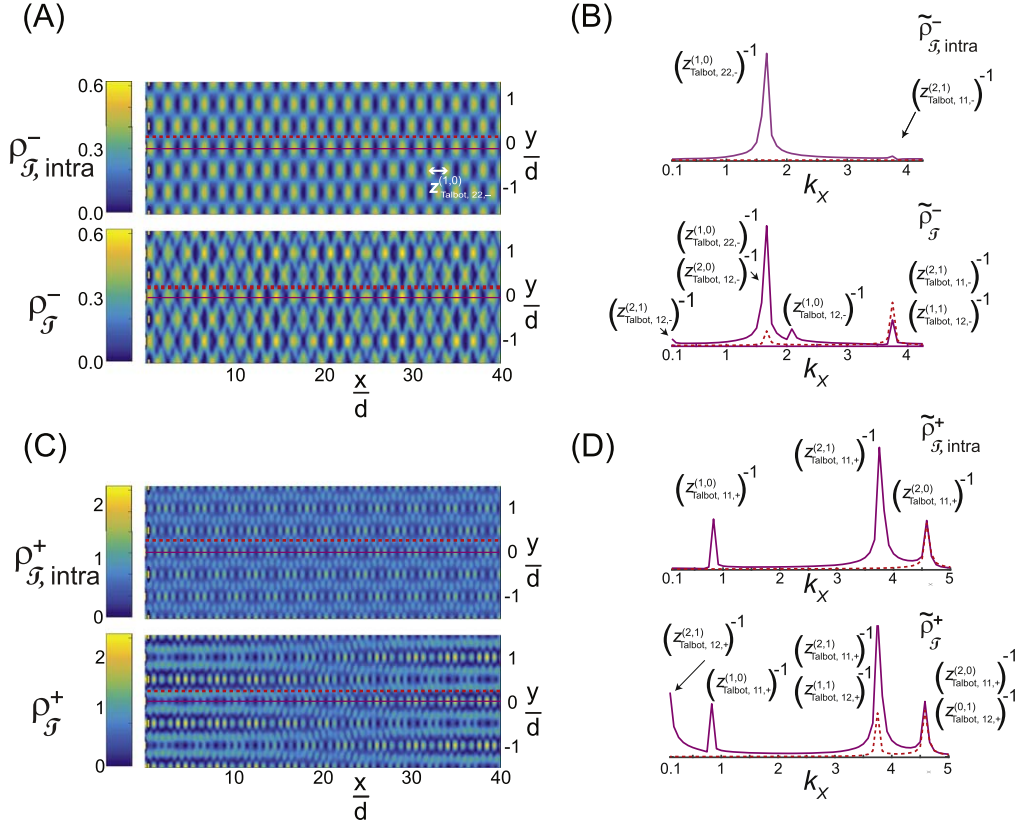 (A)
0.6
0.3
0.0
ρ⁻𝒯, intra
1
0
-1
y/d
z^(1,0) Talbot, 22,-
0.6
0.3
0.0
ρ⁻𝒯
1
0
-1
y/d
10 20 30 40
x/d
(B)
ρ̃⁻𝒯, intra
(z^(1,0) Talbot, 22,-)^-1
(z^(2,1) Talbot, 11,-)^-1
0.1 1 2 3 4
k_X
ρ̃⁻𝒯
(z^(1,0) Talbot, 22,-)^-1
(z^(2,0) Talbot, 12,-)^-1
(z^(2,1) Talbot, 12,-)^-1
(z^(1,0) Talbot, 12,-)^-1
(z^(2,1) Talbot, 11,-)^-1
(z^(1,1) Talbot, 12,-)^-1
0.1 1 2 3 4
k_X
(C)
2
1
0
ρ⁺𝒯, intra
1
0
-1
y/d
2
1
0
ρ⁺𝒯
1
0
-1
y/d
10 20 30 40
x/d
(D)
ρ̃⁺𝒯, intra
(z^(1,0) Talbot, 11,+)^-1
(z^(2,1) Talbot, 11,+)^-1
(z^(2,0) Talbot, 11,+)^-1
0.1 1 3 4 5
k_X
ρ̃⁺𝒯
(z^(2,1) Talbot, 12,+)^-1
(z^(1,0) Talbot, 11,+)^-1
(z^(2,1) Talbot, 11,+)^-1
(z^(1,1) Talbot, 12,+)^-1
(z^(2,0) Talbot, 11,+)^-1
(z^(0,1) Talbot, 12,+)^-1
0.1 1 3 4 5
k_X